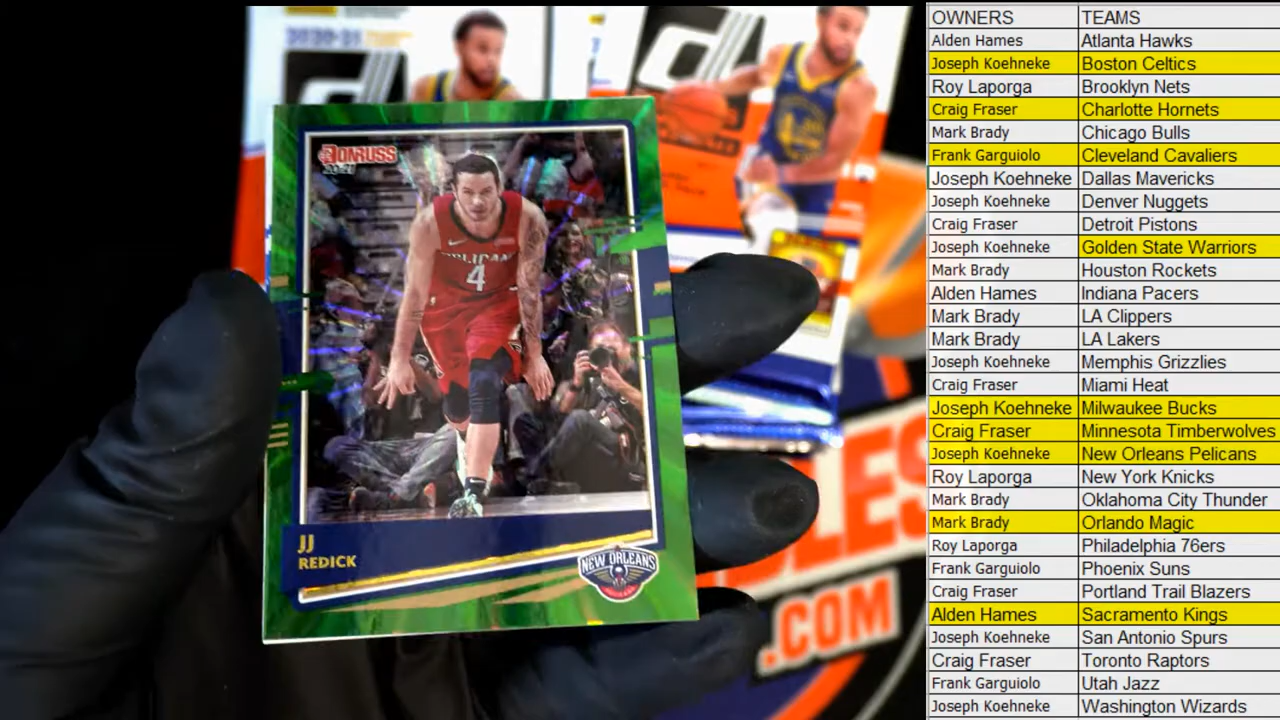 2020-21
DONRUSS
20-21
PELICANS
4
JJ
REDICK
NEW ORLEANS
LES
.COM
OWNERS TEAMS
Alden Hames Atlanta Hawks
Joseph Koehneke Boston Celtics
Roy Laporga Brooklyn Nets
Craig Fraser Charlotte Hornets
Mark Brady Chicago Bulls
Frank Garguiolo Cleveland Cavaliers
Joseph Koehneke Dallas Mavericks
Joseph Koehneke Denver Nuggets
Craig Fraser Detroit Pistons
Joseph Koehneke Golden State Warriors
Mark Brady Houston Rockets
Alden Hames Indiana Pacers
Mark Brady LA Clippers
Mark Brady LA Lakers
Joseph Koehneke Memphis Grizzlies
Craig Fraser Miami Heat
Joseph Koehneke Milwaukee Bucks
Craig Fraser Minnesota Timberwolves
Joseph Koehneke New Orleans Pelicans
Roy Laporga New York Knicks
Mark Brady Oklahoma City Thunder
Mark Brady Orlando Magic
Roy Laporga Philadelphia 76ers
Frank Garguiolo Phoenix Suns
Craig Fraser Portland Trail Blazers
Alden Hames Sacramento Kings
Joseph Koehneke San Antonio Spurs
Craig Fraser Toronto Raptors
Frank Garguiolo Utah Jazz
Joseph Koehneke Washington Wizards